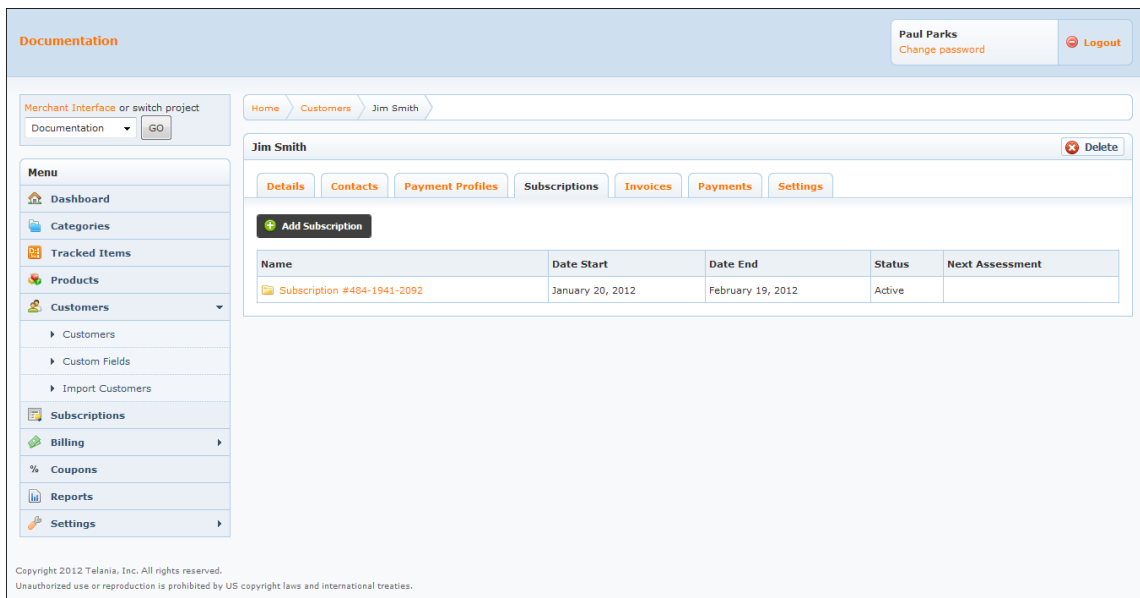 Documentation
Paul Parks
Change password
Logout
Merchant Interface or switch project
Documentation
GO
Home
Customers
Jim Smith
Jim Smith
Delete
Menu
Dashboard
Categories
Tracked Items
Products
Customers
Customers
Custom Fields
Import Customers
Subscriptions
Billing
% Coupons
Reports
Settings
Details
Contacts
Payment Profiles
Subscriptions
Invoices
Payments
Settings
Add Subscription
Name
Date Start
Date End
Status
Next Assessment
Subscription #484-1941-2092
January 20, 2012
February 19, 2012
Active
Copyright 2012 Telania, Inc. All rights reserved.
Unauthorized use or reproduction is prohibited by US copyright laws and international treaties.